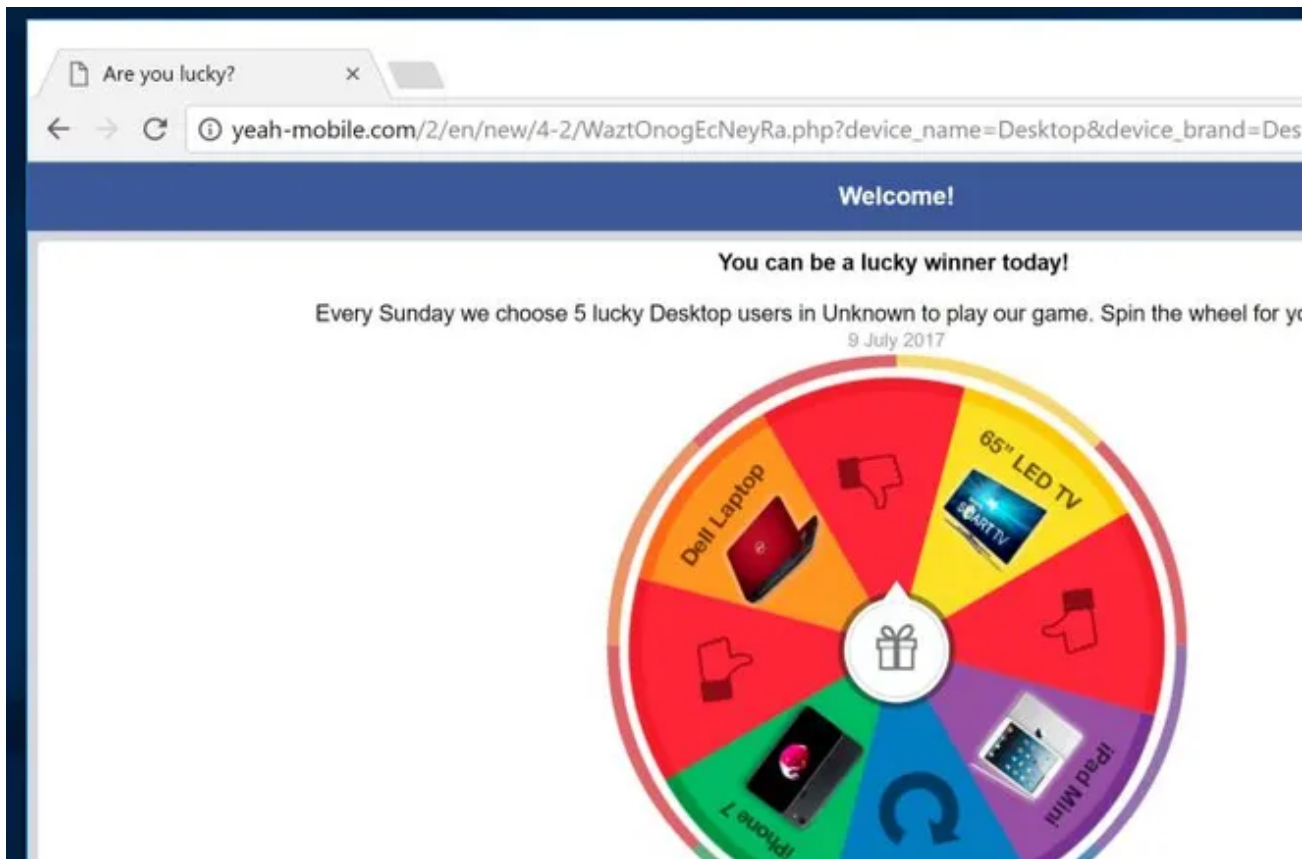 Are you lucky?
yeah-mobile.com/2/en/new/4-2/WaztOnogEcNeyRa.php?device_name=Desktop&device_brand=Des
Welcome!
You can be a lucky winner today!
Every Sunday we choose 5 lucky Desktop users in Unknown to play our game. Spin the wheel for yo
9 July 2017
65" LED TV
SMART TV
Dell Laptop
iPad Mini
iPhone 7